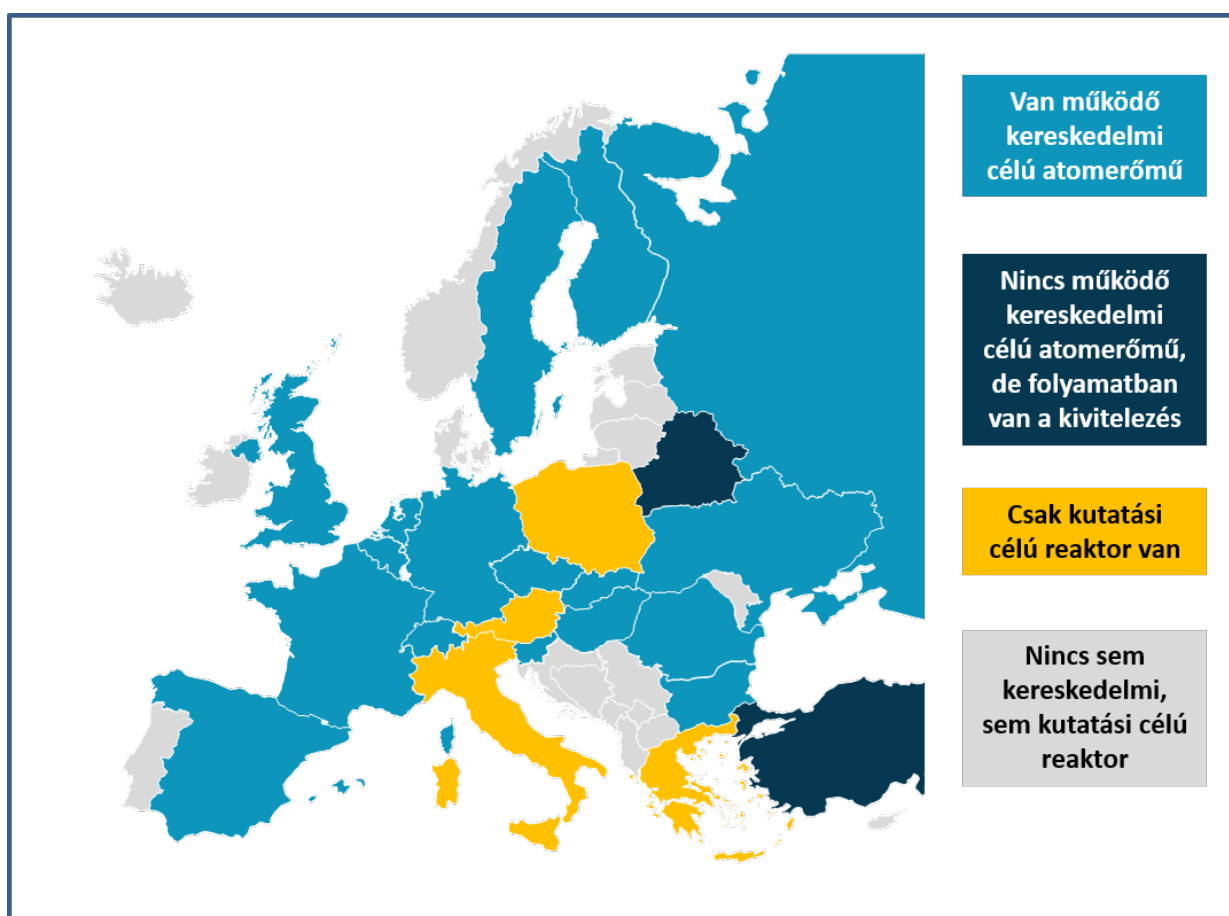 Van működő
kereskedelmi
célú atomerőmű
Nincs működő
kereskedelmi
célú atomerőmű,
de folyamatban
van a kivitelezés
Csak kutatási
célú reaktor van
Nincs sem
kereskedelmi,
sem kutatási célú
reaktor